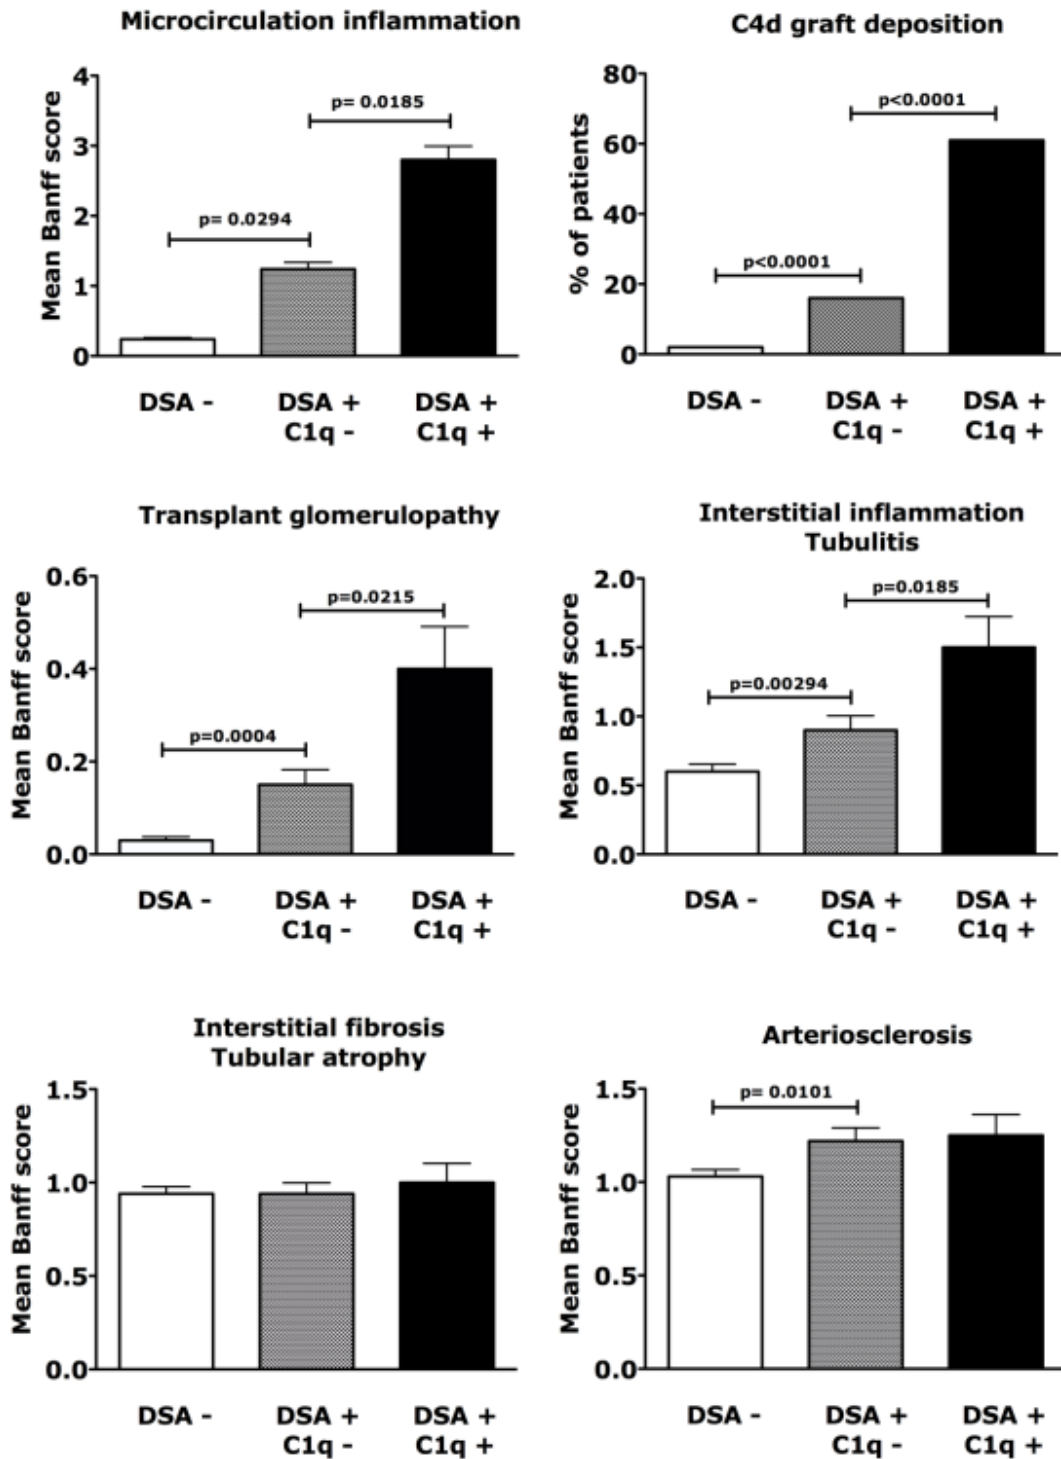 Microcirculation inflammation
Mean Banff score
4
3
2
1
0
p= 0.0294
p= 0.0185
DSA -
DSA +
C1q -
DSA +
C1q +
C4d graft deposition
% of patients
80
60
40
20
0
p<0.0001
p<0.0001
DSA -
DSA +
C1q -
DSA +
C1q +
Transplant glomerulopathy
Mean Banff score
0.6
0.4
0.2
0.0
p=0.0004
p=0.0215
DSA -
DSA +
C1q -
DSA +
C1q +
Interstitial inflammation
Tubulitis
Mean Banff score
2.0
1.5
1.0
0.5
0.0
p=0.00294
p=0.0185
DSA -
DSA +
C1q -
DSA +
C1q +
Interstitial fibrosis
Tubular atrophy
Mean Banff score
1.5
1.0
0.5
0.0
DSA -
DSA +
C1q -
DSA +
C1q +
Arteriosclerosis
Mean Banff score
1.5
1.0
0.5
0.0
p= 0.0101
DSA -
DSA +
C1q -
DSA +
C1q +